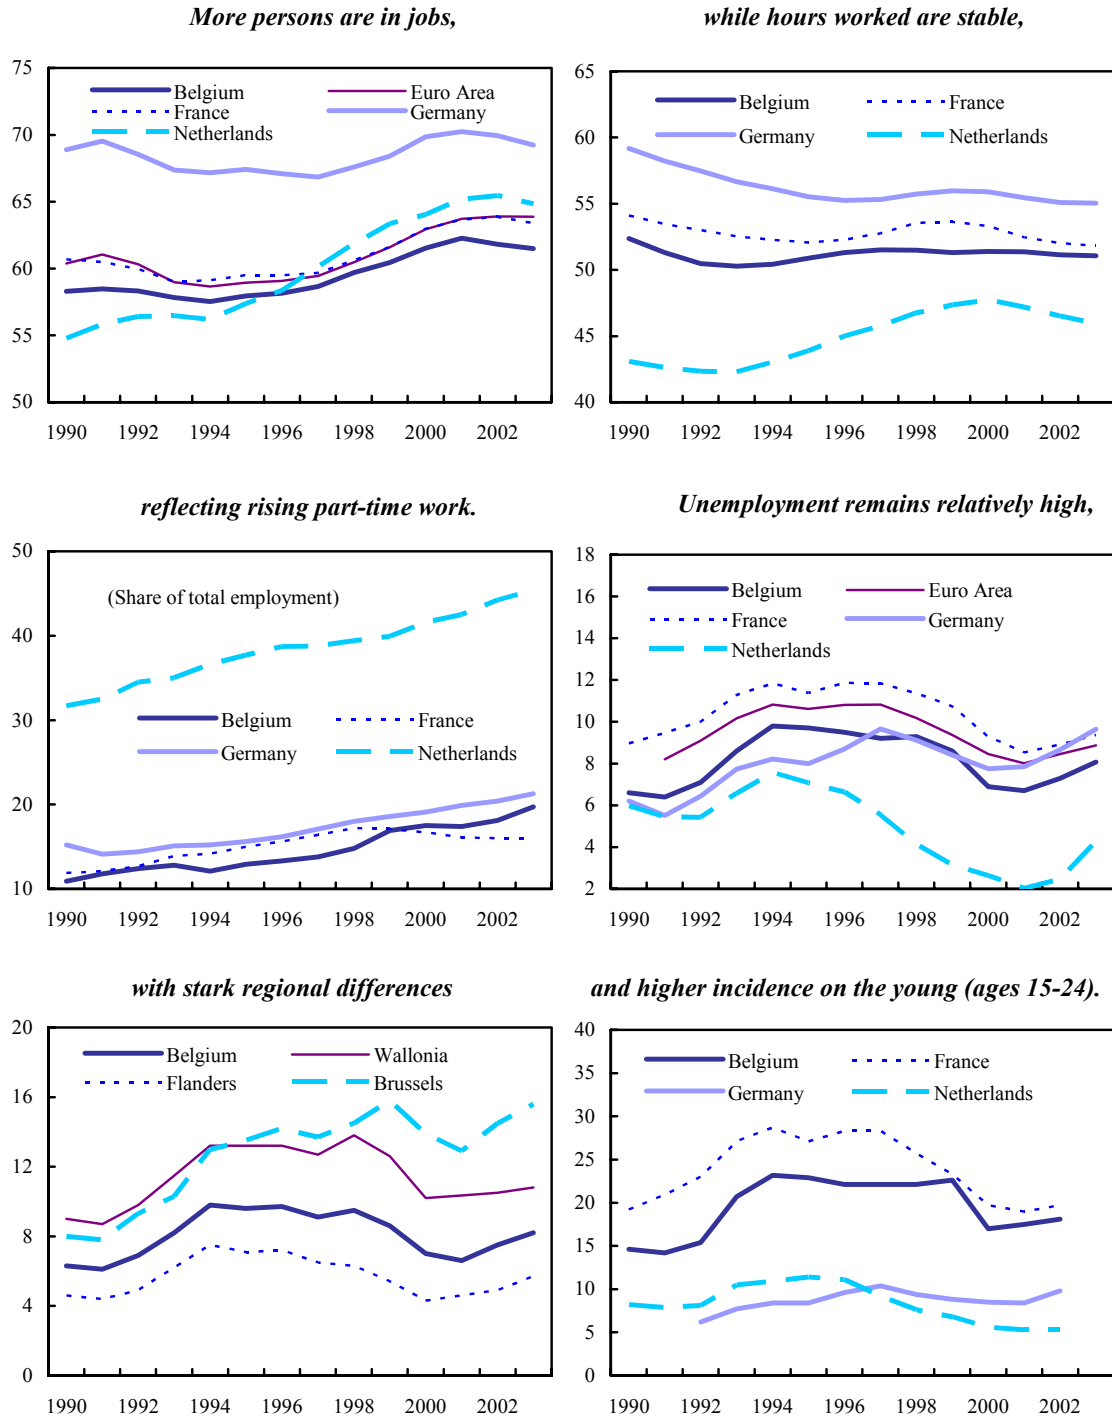 More persons are in jobs,
75
70
65
60
55
50
Belgium
Euro Area
France
Germany
Netherlands
1990 1992 1994 1996 1998 2000 2002
while hours worked are stable,
65
60
55
50
45
40
Belgium
France
Germany
Netherlands
1990 1992 1994 1996 1998 2000 2002
reflecting rising part-time work.
50
40
30
20
10
(Share of total employment)
Belgium
France
Germany
Netherlands
1990 1992 1994 1996 1998 2000 2002
Unemployment remains relatively high,
18
16
14
12
10
8
6
4
2
Belgium
Euro Area
France
Germany
Netherlands
1990 1992 1994 1996 1998 2000 2002
with stark regional differences
20
16
12
8
4
0
Belgium
Wallonia
Flanders
Brussels
1990 1992 1994 1996 1998 2000 2002
and higher incidence on the young (ages 15-24).
40
35
30
25
20
15
10
5
0
Belgium
France
Germany
Netherlands
1990 1992 1994 1996 1998 2000 2002